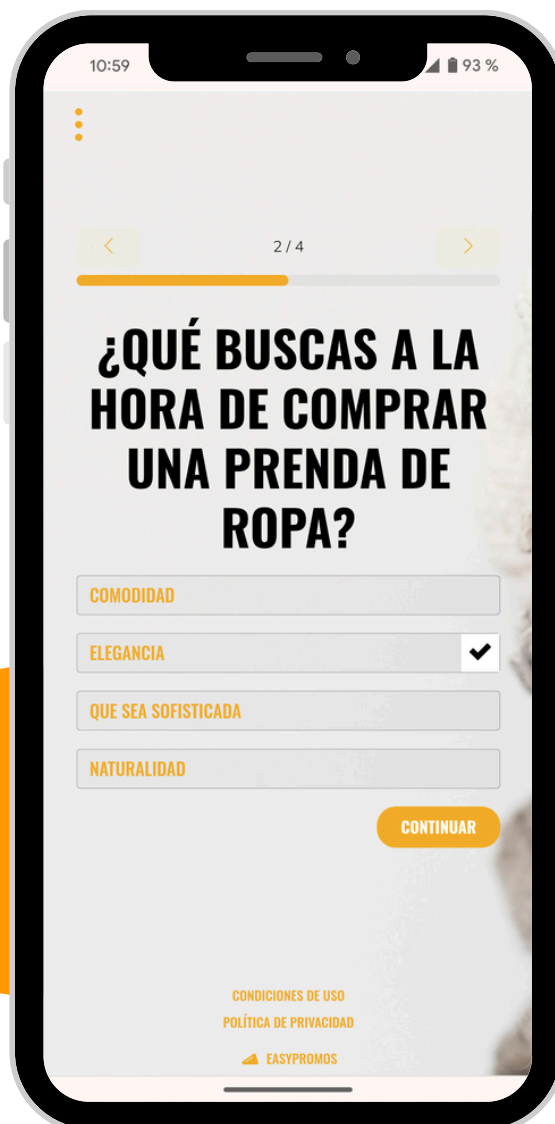 10:59
93 %
2 / 4
¿QUÉ BUSCAS A LA
HORA DE COMPRAR
UNA PRENDA DE
ROPA?
COMODIDAD
ELEGANCIA
QUE SEA SOFISTICADA
NATURALIDAD
CONTINUAR
CONDICIONES DE USO
POLÍTICA DE PRIVACIDAD
EASYPROMOS